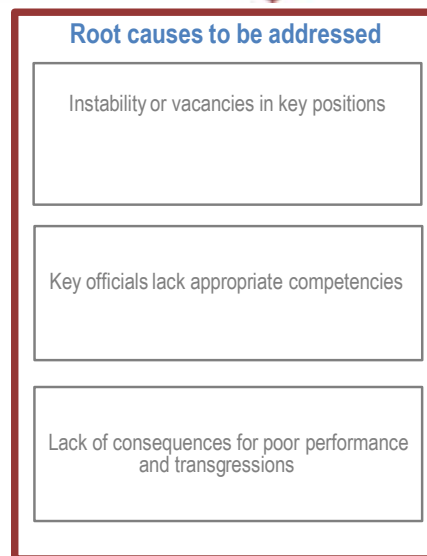 Root causes to be addressed
Instability or vacancies in key positions
Key officials lack appropriate competencies
Lack of consequences for poor performance
and transgressions